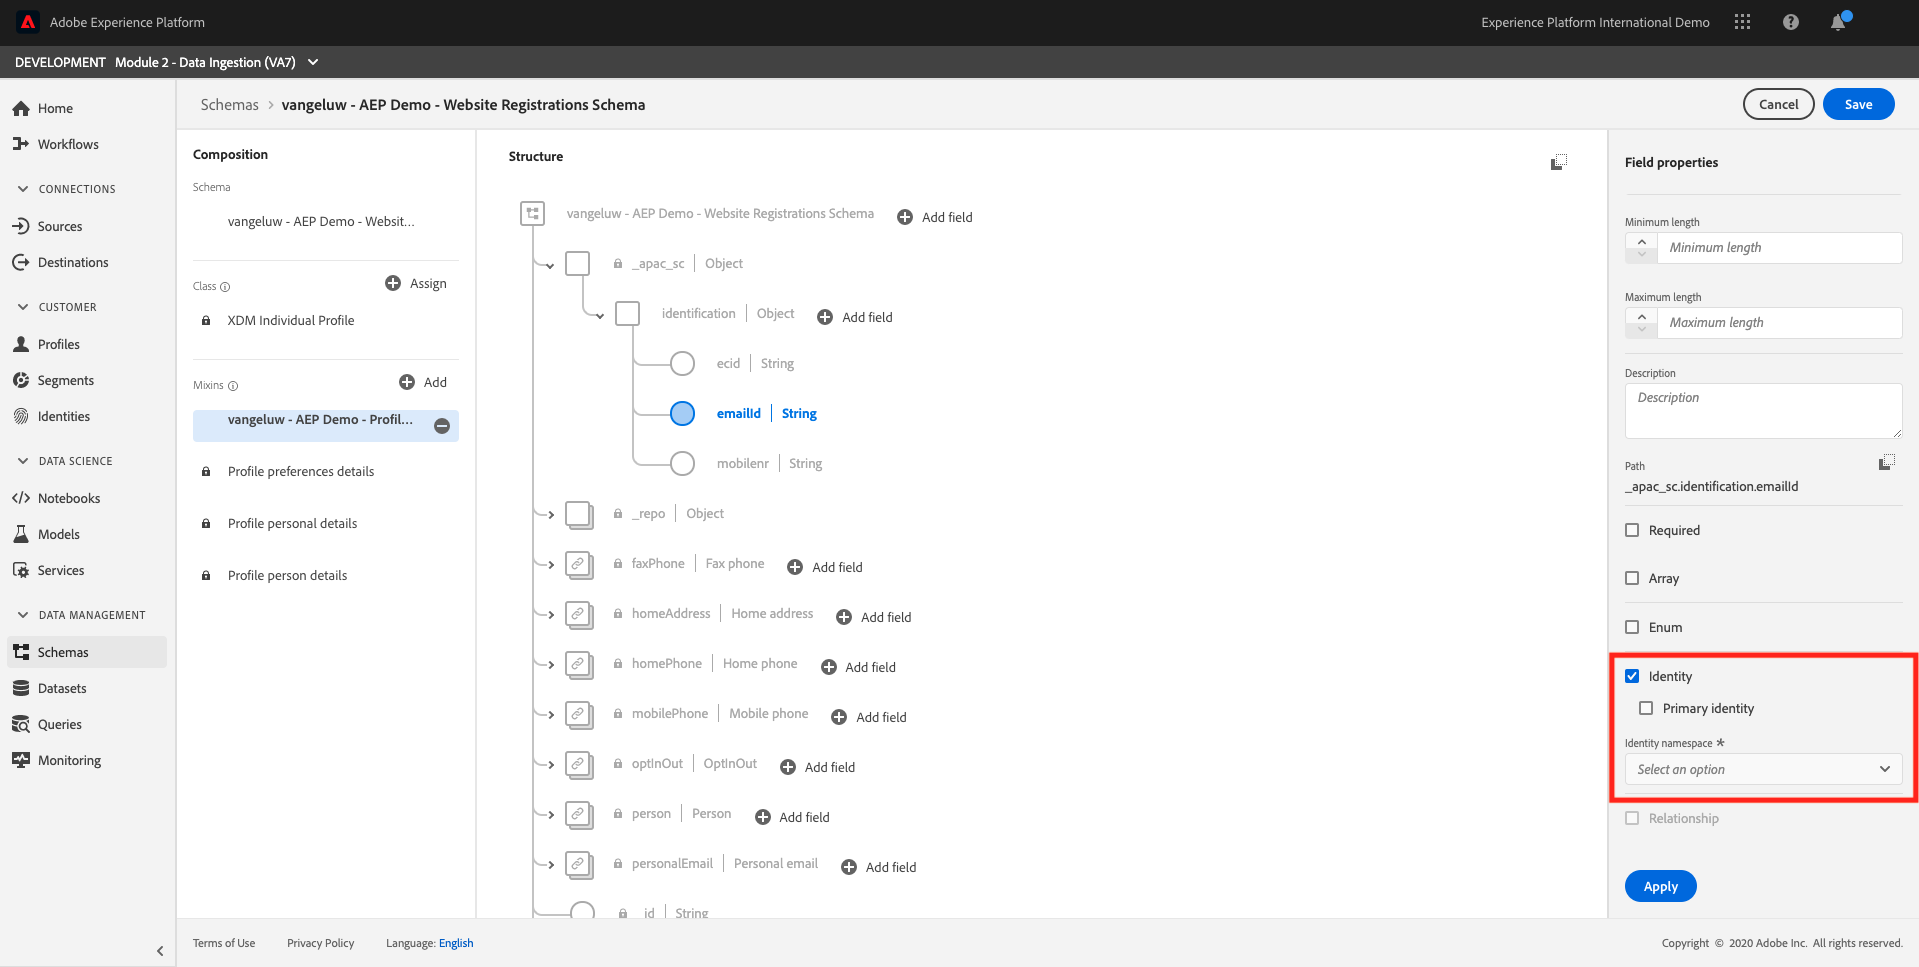 Adobe Experience Platform
Experience Platform International Demo
DEVELOPMENT Module 2 - Data Ingestion (VA7)
Home
Workflows
CONNECTIONS
Sources
Destinations
CUSTOMER
Profiles
Segments
Identities
DATA SCIENCE
Notebooks
Models
Services
DATA MANAGEMENT
Schemas
Datasets
Queries
Monitoring
Schemas > vangeluw - AEP Demo - Website Registrations Schema
Cancel
Save
Composition
Schema
vangeluw - AEP Demo - Websit...
Class
Assign
XDM Individual Profile
Mixins
Add
vangeluw - AEP Demo - Profil...
Profile preferences details
Profile personal details
Profile person details
Structure
vangeluw - AEP Demo - Website Registrations Schema Add field
_apac_sc | Object
identification | Object Add field
ecid | String
emailId | String
mobilenr | String
_repo | Object
faxPhone | Fax phone Add field
homeAddress | Home address Add field
homePhone | Home phone Add field
mobilePhone | Mobile phone Add field
optInOut | OptInOut Add field
person | Person Add field
personalEmail | Personal email Add field
_id | String
Field properties
Minimum length
Minimum length
Maximum length
Maximum length
Description
Description
Path
_apac_sc.identification.emailId
Required
Array
Enum
Identity
Primary identity
Identity namespace *
Select an option
Relationship
Apply
Terms of Use Privacy Policy Language: English
Copyright © 2020 Adobe Inc. All rights reserved.